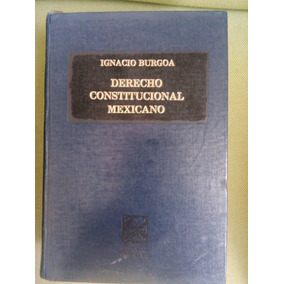 IGNACIO BURGOA
DERECHO
CONSTITUCIONAL
MEXICANO